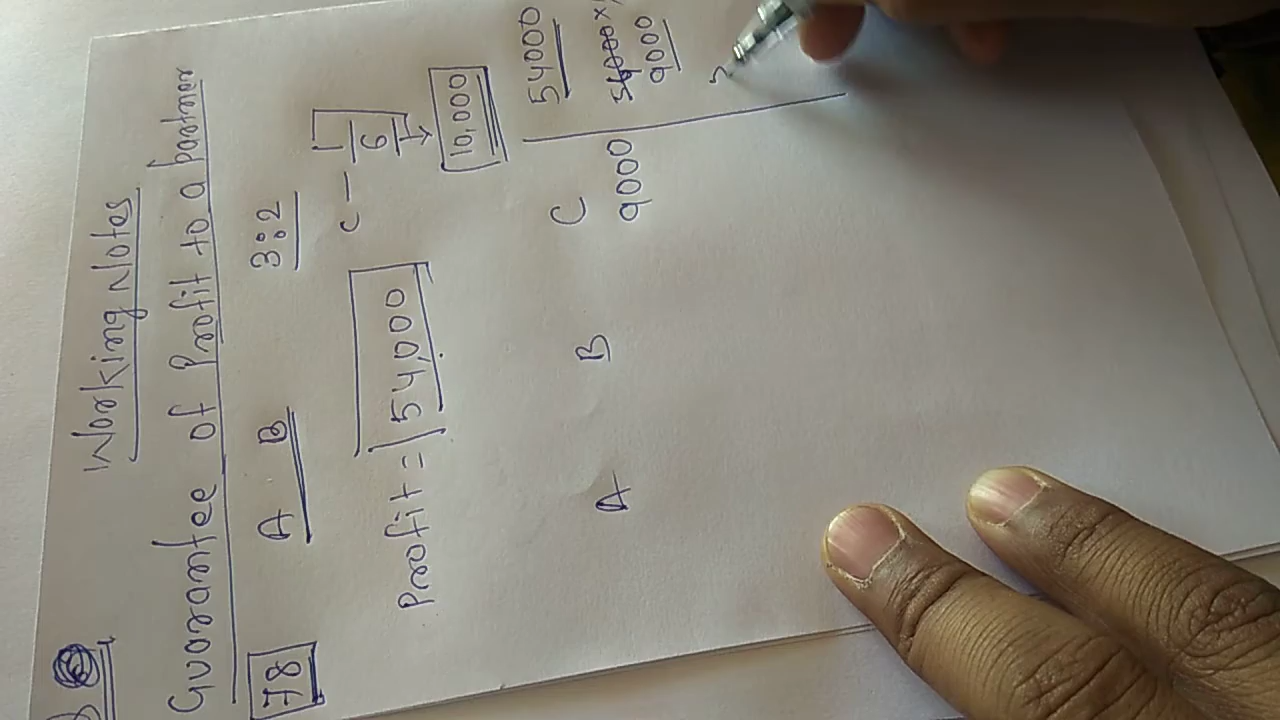 Working Notes
Guarantee of Profit to a partner
78
A B 3:2
C - 1/6
Profit = 54,000
10,000
54000
A B C
54000 x
9000 9000